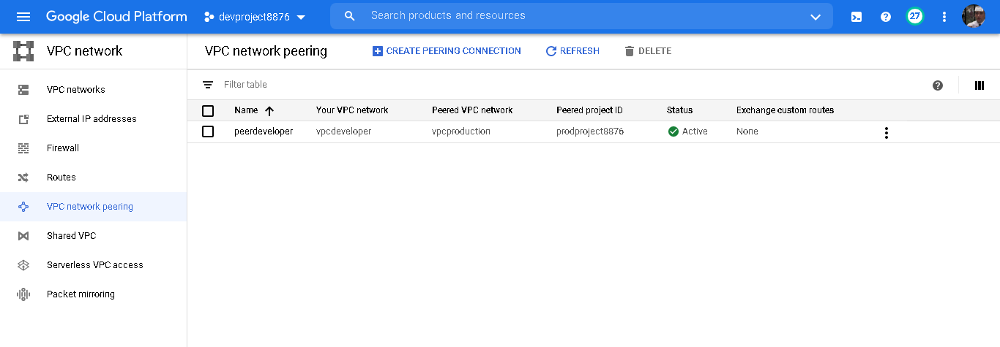 Google Cloud Platform devproject8876 Search products and resources 27
VPC network VPC network peering CREATE PEERING CONNECTION REFRESH DELETE
VPC networks
External IP addresses
Firewall
Routes
VPC network peering
Shared VPC
Serverless VPC access
Packet mirroring
Filter table
Name Your VPC network Peered VPC network Peered project ID Status Exchange custom routes
peerdeveloper vpcdeveloper vpcproduction prodproject8876 Active None